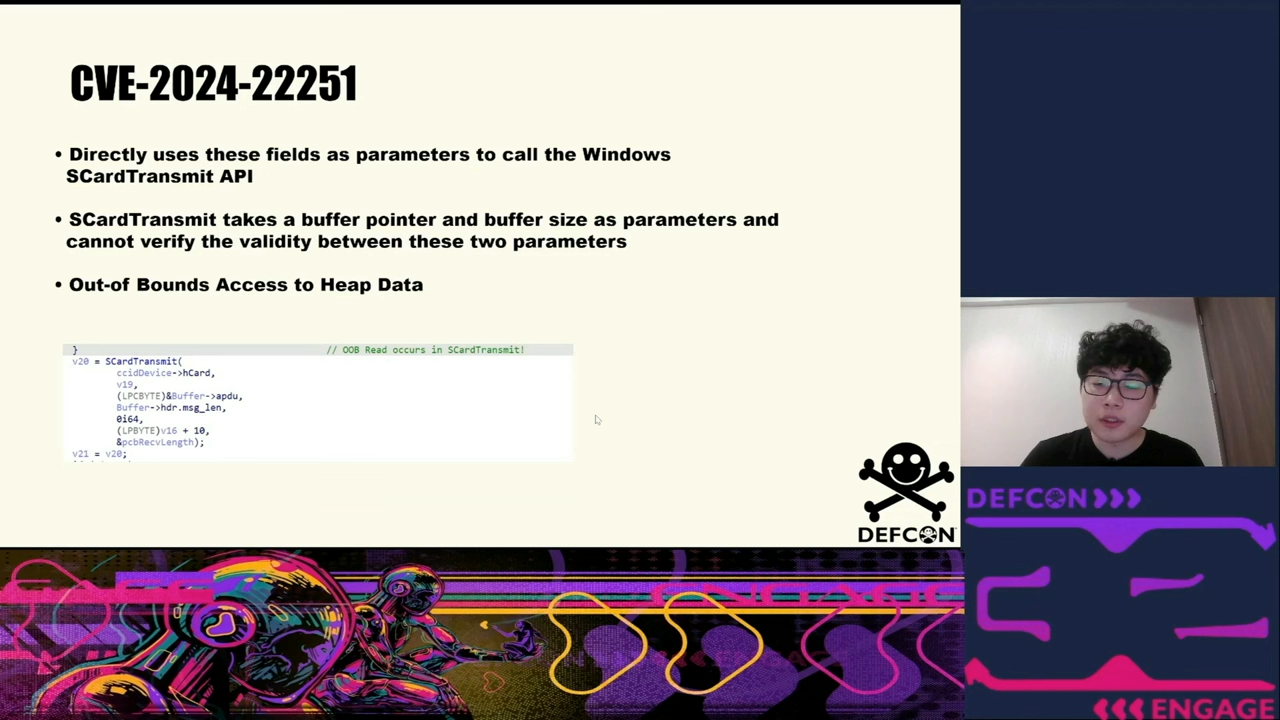 CVE-2024-22251
• Directly uses these fields as parameters to call the Windows
SCardTransmit API
• SCardTransmit takes a buffer pointer and buffer size as parameters and
cannot verify the validity between these two parameters
• Out-of Bounds Access to Heap Data
} // OOB Read occurs in SCardTransmit!
v20 = SCardTransmit(
ccidDevice->hCard,
v19,
(LPCBYTE)&Buffer->apdu,
Buffer->hdr.msg_len,
0i64,
(LPBYTE)v16 + 10,
&pcbRecvLength);
v21 = v20;
DEFCON
DEFCON
ENGAGE